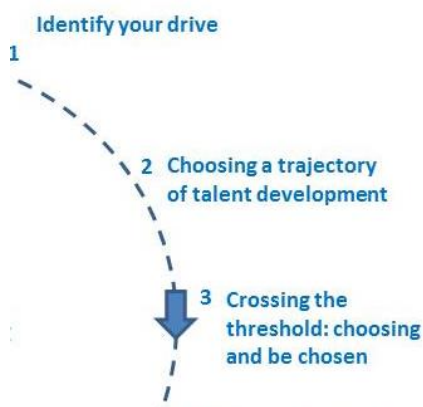 Identify your drive
1
2 Choosing a trajectory
of talent development
3 Crossing the
threshold: choosing
and be chosen